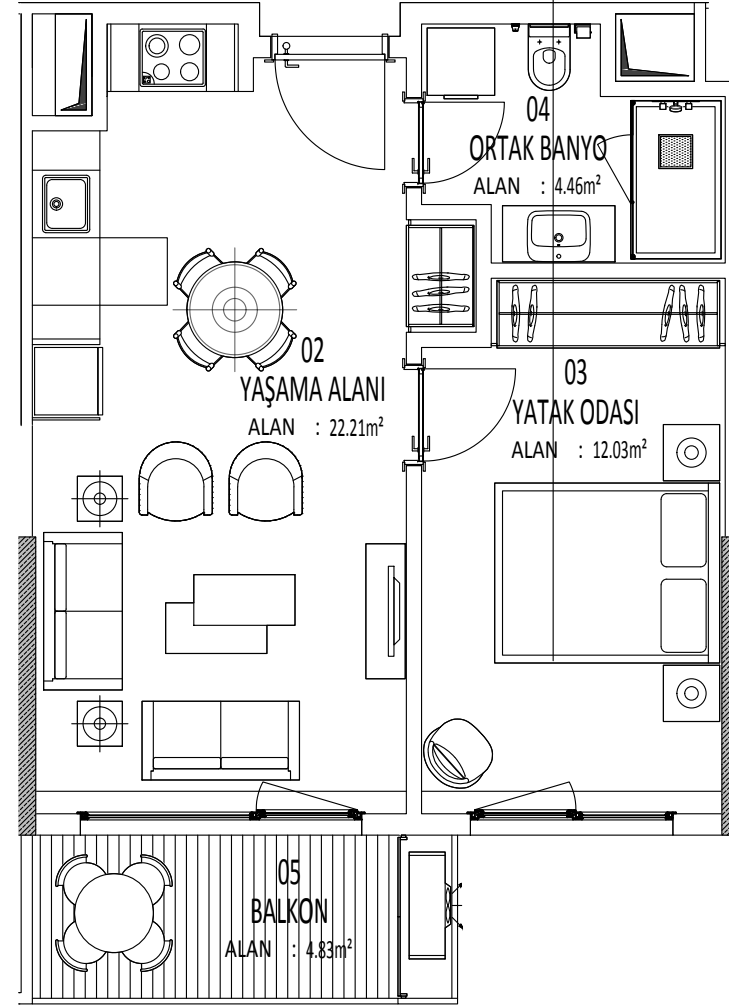 04
ORTAK BANYO
ALAN : 4.46m²
02
YAŞAMA ALANI
ALAN : 22.21m²
03
YATAK ODASI
ALAN : 12.03m²
05
BALKON
ALAN : 4.83m²